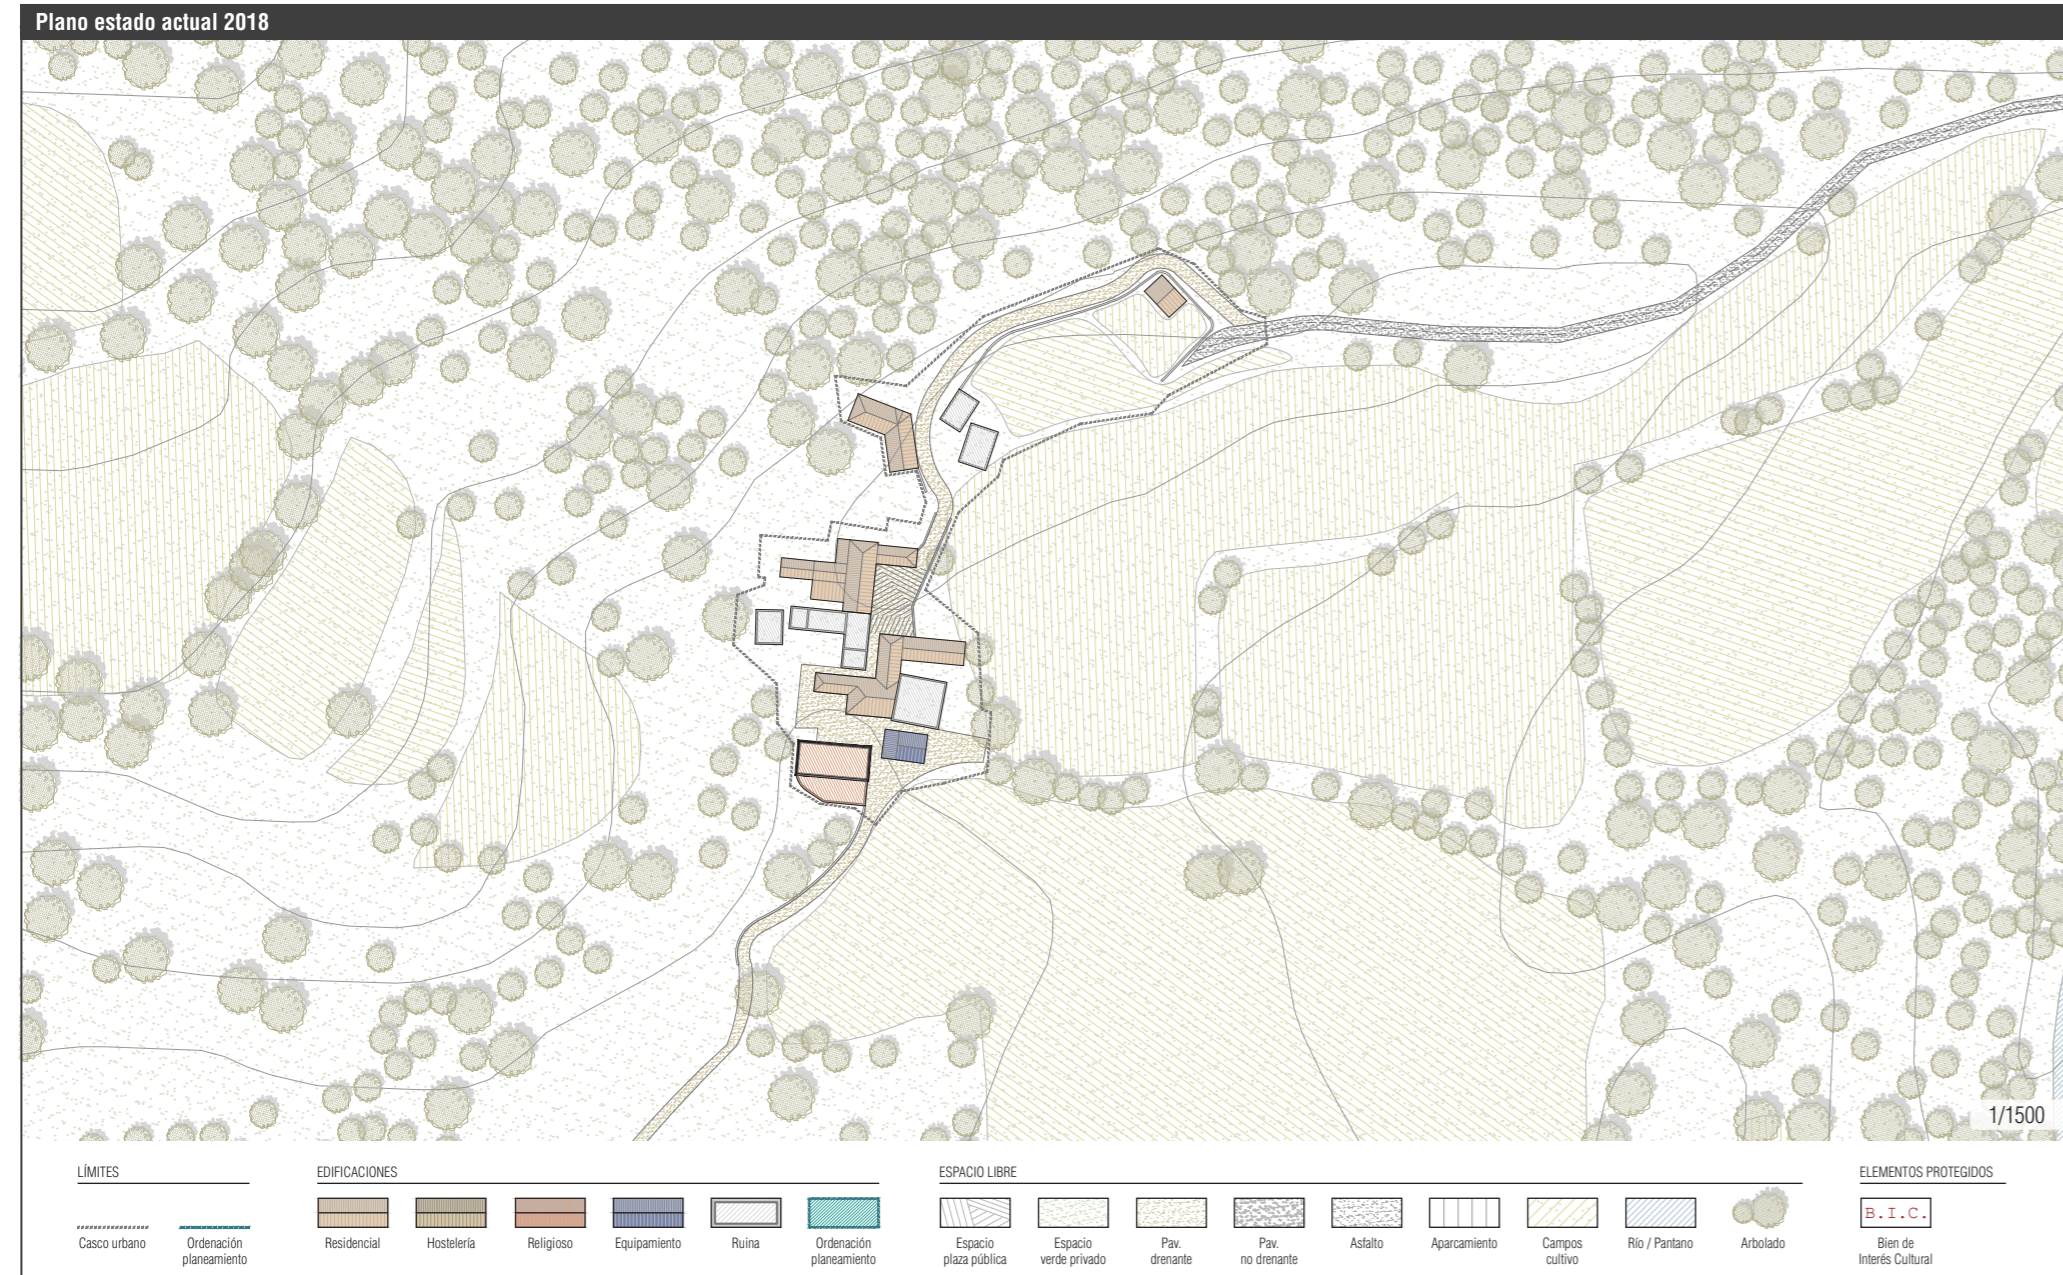 Plano estado actual 2018
1/1500
LÍMITES
Casco urbano
Ordenación
planeamiento
EDIFICACIONES
Residencial
Hostelería
Religioso
Equipamiento
Ruina
Ordenación
planeamiento
ESPACIO LIBRE
Espacio
plaza pública
Espacio
verde privado
Pav.
drenante
Pav.
no drenante
Asfalto
Aparcamiento
Campos
cultivo
Río / Pantano
Arbolado
ELEMENTOS PROTEGIDOS
B.I.C.
Bien de
Interés Cultural